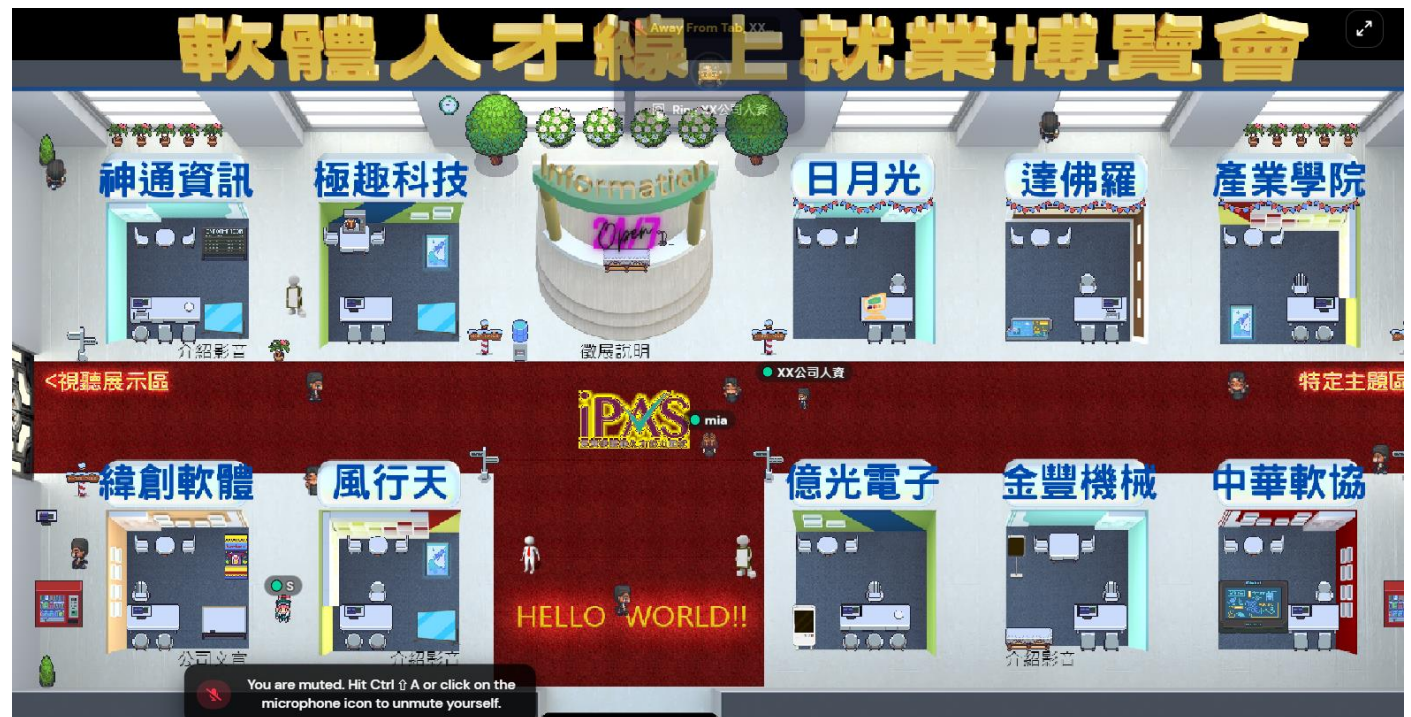 軟體人才線上就業博覽會
Away From Tab, XX...
XX公司人資
神通資訊
極趣科技
Information
24/7
Open
日月光
達佛羅
產業學院
INFORMATION
介紹影音
徵展說明
<視聽展示區
XX公司人資
特定主題區
iPAS
mia
緯創軟體
風行天
億光電子
金豐機械
中華軟協
S
HELLO WORLD!!
公司文宣
介紹影音
介紹影音
You are muted. Hit Ctrl ⇧ A or click on the
microphone icon to unmute yourself.